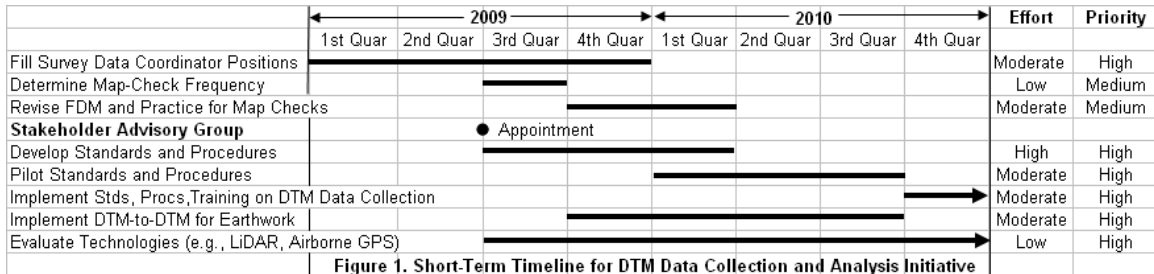 2009 2010 Effort Priority
1st Quar 2nd Quar 3rd Quar 4th Quar 1st Quar 2nd Quar 3rd Quar 4th Quar
Fill Survey Data Coordinator Positions Moderate High
Determine Map-Check Frequency Low Medium
Revise FDM and Practice for Map Checks Moderate Medium
Stakeholder Advisory Group Appointment
Develop Standards and Procedures High High
Pilot Standards and Procedures Moderate High
Implement Stds, Procs,Training on DTM Data Collection Moderate High
Implement DTM-to-DTM for Earthwork Moderate High
Evaluate Technologies (e.g., LiDAR, Airborne GPS) Low High
Figure 1. Short-Term Timeline for DTM Data Collection and Analysis Initiative